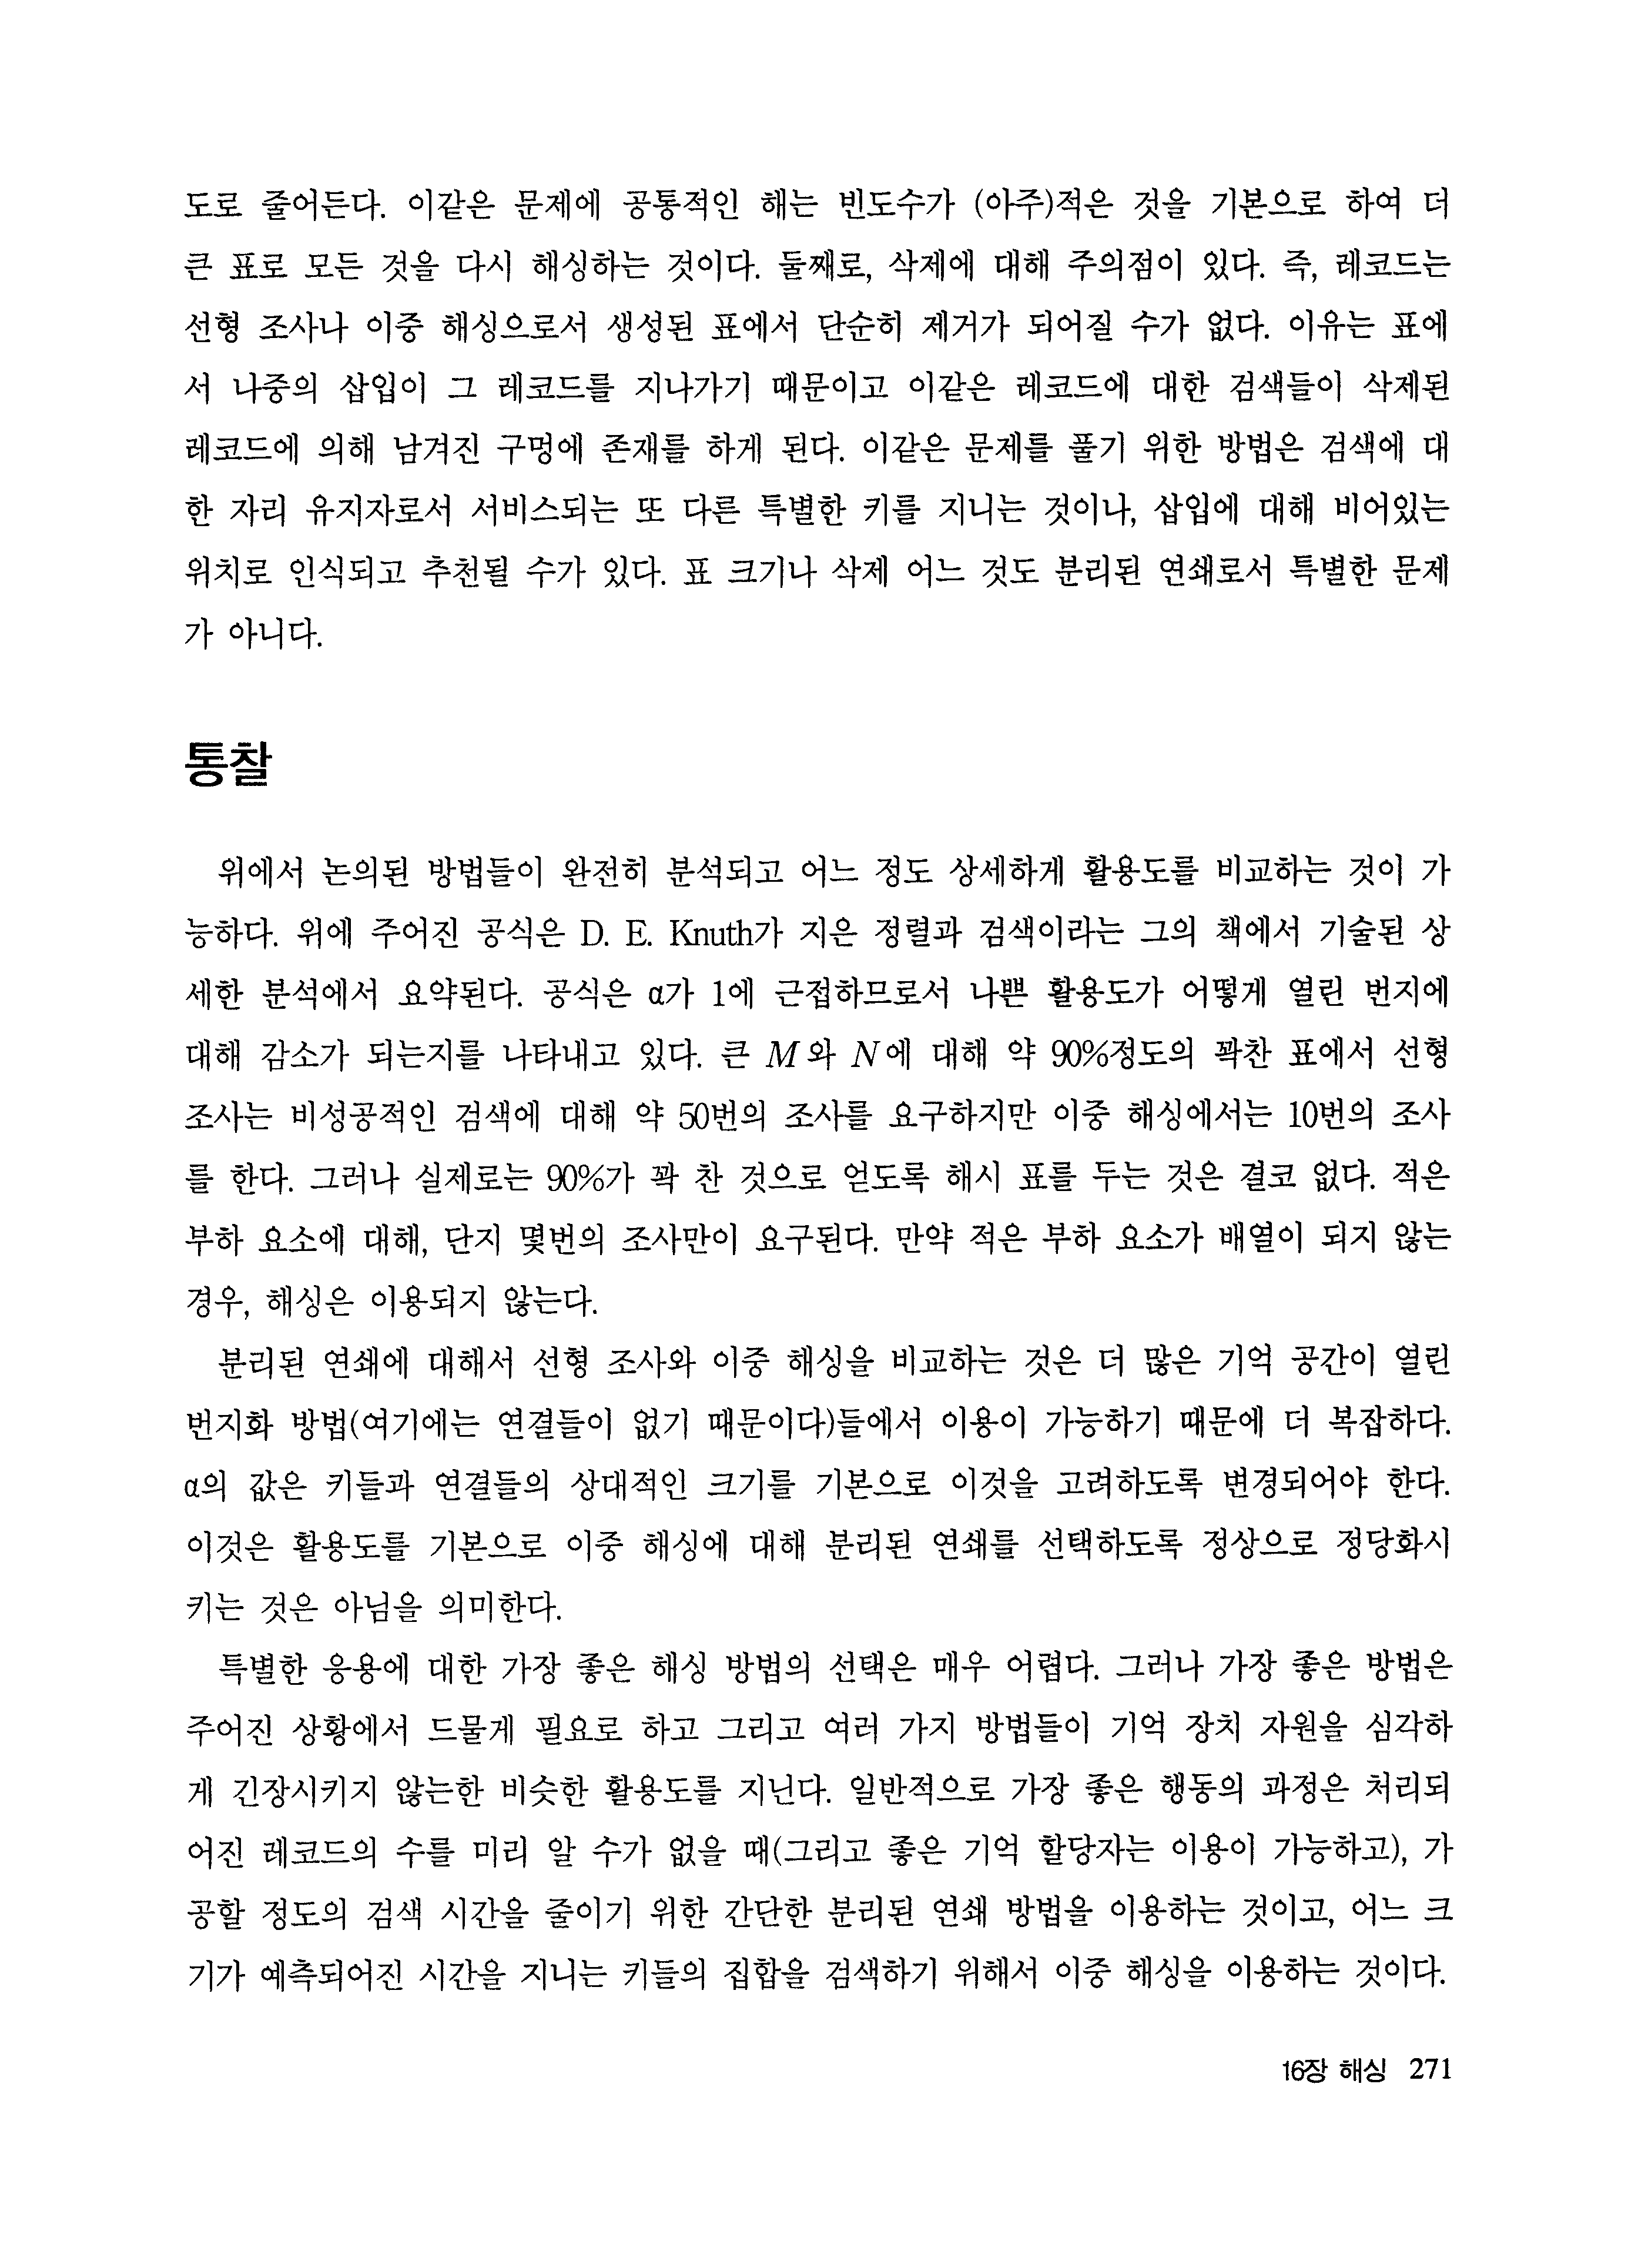 도로 줄어든다. 이같은 문제에 공통적인 해는 빈도수가 (아주)적은 것을 기본으로 하여 더
큰 표로 모든 것을 다시 해싱하는 것이다. 둘째로, 삭제에 대해 주의점이 있다. 즉, 레코드는
선형 조사나 이중 해싱으로서 생성된 표에서 단순히 제거가 되어질 수가 없다. 이유는 표에
서 나중의 삽입이 그 레코드를 지나가기 때문이고 이같은 레코드에 대한 검색들이 삭제된
레코드에 의해 남겨진 구멍에 존재를 하게 된다. 이같은 문제를 풀기 위한 방법은 검색에 대
한 자리 유지자로서 서비스되는 또 다른 특별한 키를 지니는 것이나, 삽입에 대해 비어있는
위치로 인식되고 추천될 수가 있다. 표 크기나 삭제 어느 것도 분리된 연쇄로서 특별한 문제
가 아니다.
통찰
위에서 논의된 방법들이 완전히 분석되고 어느 정도 상세하게 활용도를 비교하는 것이 가
능하다. 위에 주어진 공식은 D. E. Knuth가 지은 정렬과 검색이라는 그의 책에서 기술된 상
세한 분석에서 요약된다. 공식은 α가 1에 근접하므로서 나쁜 활용도가 어떻게 열린 번지에
대해 감소가 되는지를 나타내고 있다. 큰 M와 N에 대해 약 90%정도의 꽉찬 표에서 선형
조사는 비성공적인 검색에 대해 약 50번의 조사를 요구하지만 이중 해싱에서는 10번의 조사
를 한다. 그러나 실제로는 90%가 꽉 찬 것으로 얻도록 해시 표를 두는 것은 결코 없다. 적은
부하 요소에 대해, 단지 몇번의 조사만이 요구된다. 만약 적은 부하 요소가 배열이 되지 않는
경우, 해싱은 이용되지 않는다.
분리된 연쇄에 대해서 선형 조사와 이중 해싱을 비교하는 것은 더 많은 기억 공간이 열린
번지화 방법(여기에는 연결들이 없기 때문이다)들에서 이용이 가능하기 때문에 더 복잡하다.
α의 값은 키들과 연결들의 상대적인 크기를 기본으로 이것을 고려하도록 변경되어야 한다.
이것은 활용도를 기본으로 이중 해싱에 대해 분리된 연쇄를 선택하도록 정상으로 정당화시
키는 것은 아님을 의미한다.
특별한 응용에 대한 가장 좋은 해싱 방법의 선택은 매우 어렵다. 그러나 가장 좋은 방법은
주어진 상황에서 드물게 필요로 하고 그리고 여러 가지 방법들이 기억 장치 자원을 심각하
게 긴장시키지 않는한 비슷한 활용도를 지닌다. 일반적으로 가장 좋은 행동의 과정은 처리되
어진 레코드의 수를 미리 알 수가 없을 때(그리고 좋은 기억 할당자는 이용이 가능하고), 가
공할 정도의 검색 시간을 줄이기 위한 간단한 분리된 연쇄 방법을 이용하는 것이고, 어느 크
기가 예측되어진 시간을 지니는 키들의 집합을 검색하기 위해서 이중 해싱을 이용하는 것이다.
16장 해싱 271